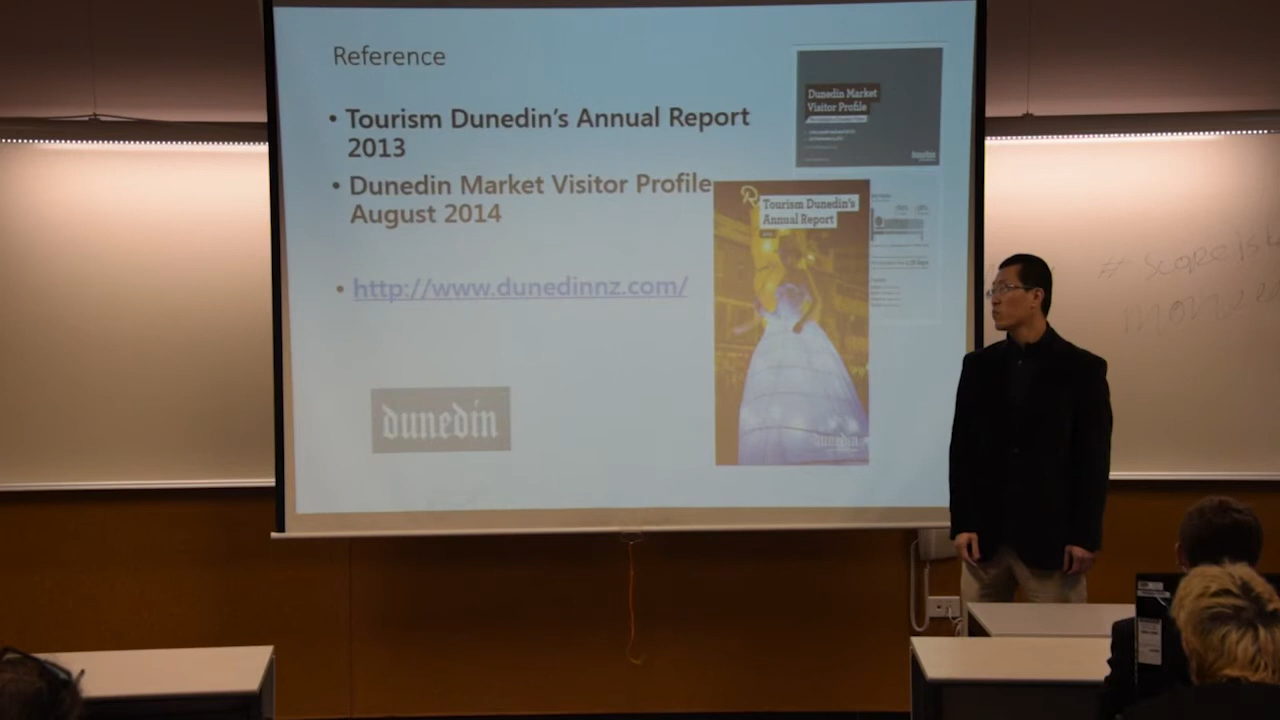 Reference
• Tourism Dunedin's Annual Report
2013
• Dunedin Market Visitor Profile
August 2014
• http://www.dunedinnz.com/
dunedin
Dunedin Market
Visitor Profile
Tourism Dunedin's
Annual Report
dunedin